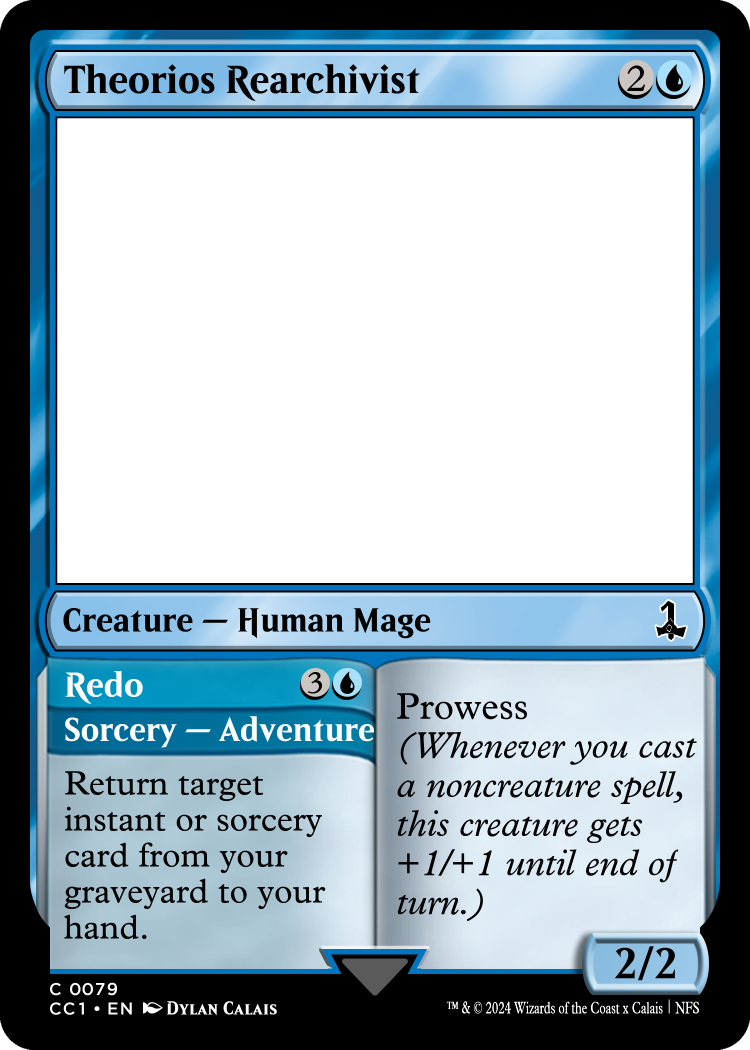 Theorios Rearchivist 2
Creature — Human Mage
1
Redo 3
Sorcery — Adventure
Return target
instant or sorcery
card from your
graveyard to your
hand.
Prowess
(Whenever you cast
a noncreature spell,
this creature gets
+1/+1 until end of
turn.)
2/2
C 0079
CC1 • EN DYLAN CALAIS
™ & © 2024 Wizards of the Coast x Calais | NFS